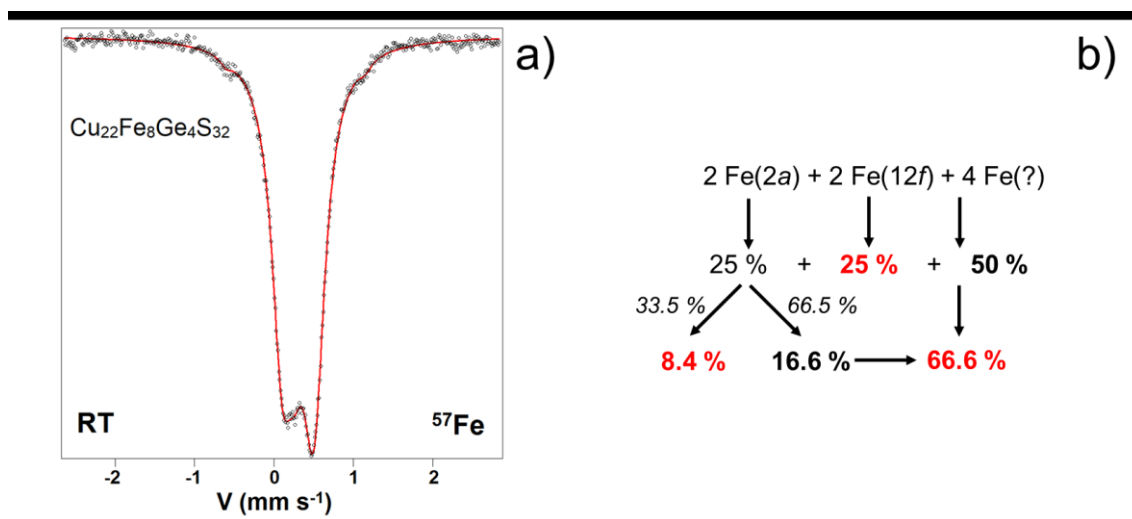 a)
b)
Cu₂₂Fe₈Ge₄S₃₂
RT
⁵⁷Fe
-2 -1 0 1 2
V (mm s⁻¹)
2 Fe(2a) + 2 Fe(12f) + 4 Fe(?)
25 % + 25 % + 50 %
33.5 % 66.5 %
8.4 % 16.6 % 66.6 %